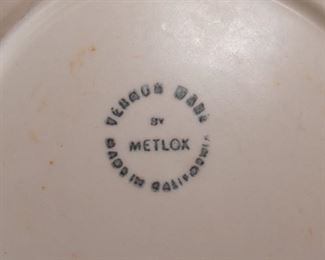 VERNON WARE
BY
METLOX
MADE IN CALIFORNIA